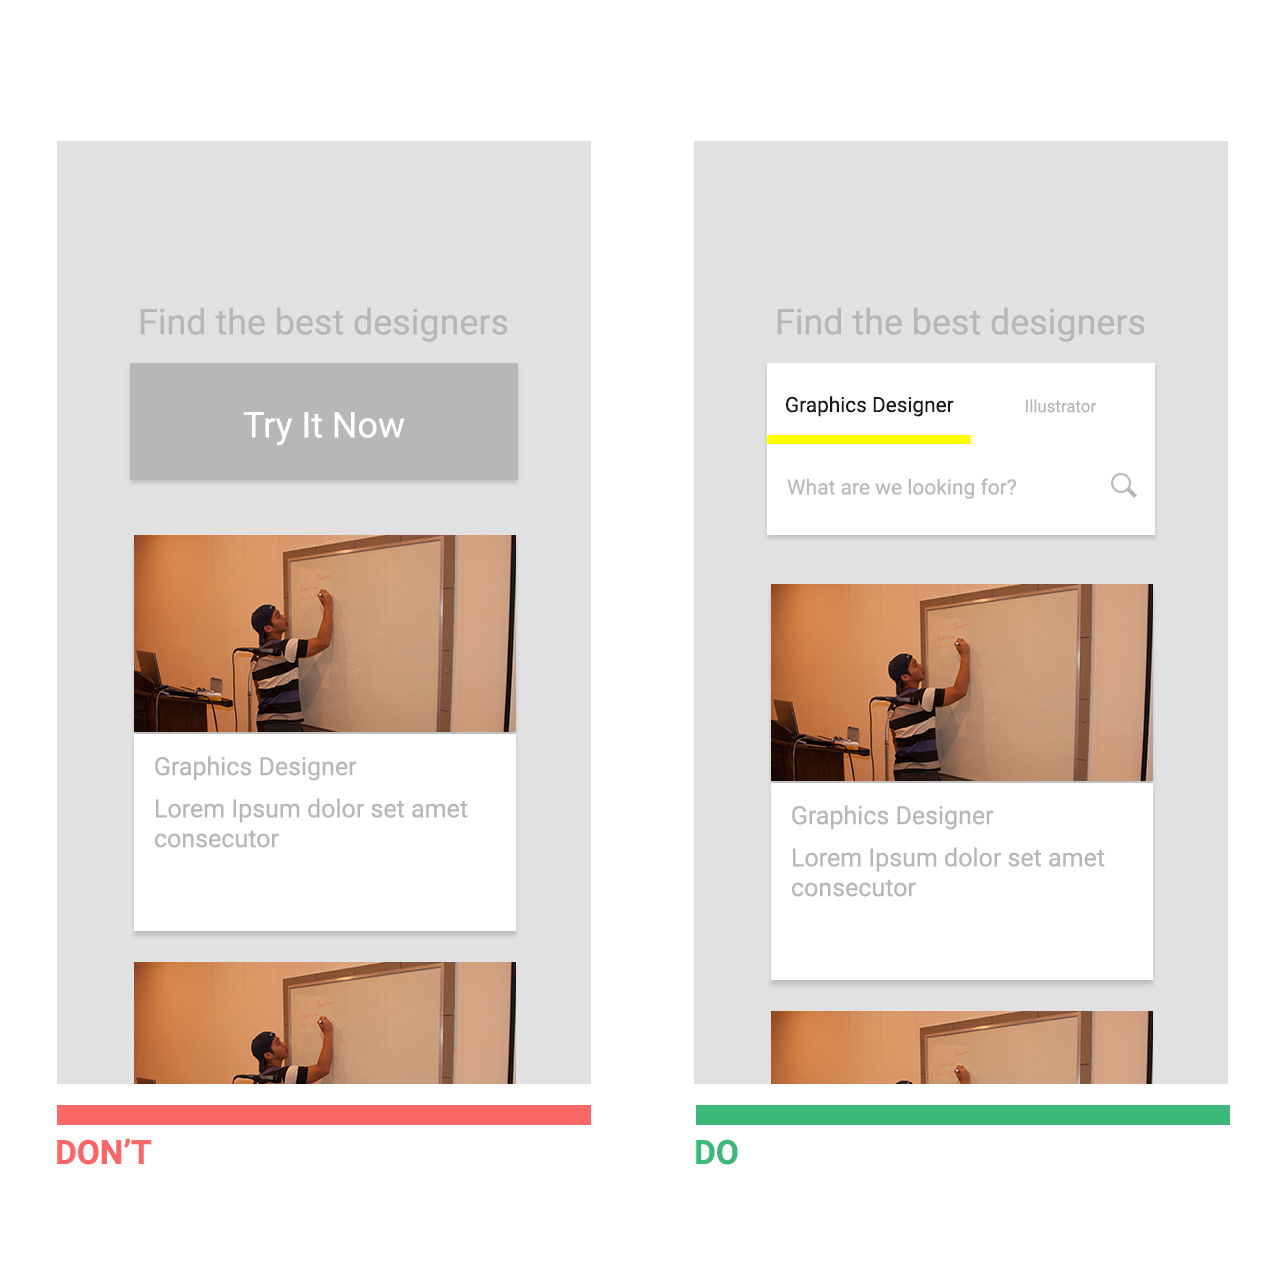 Find the best designers
Try It Now
Graphics Designer
Lorem Ipsum dolor set amet
consecutor
DON'T
Find the best designers
Graphics Designer
Illustrator
What are we looking for?
Graphics Designer
Lorem Ipsum dolor set amet
consecutor
DO